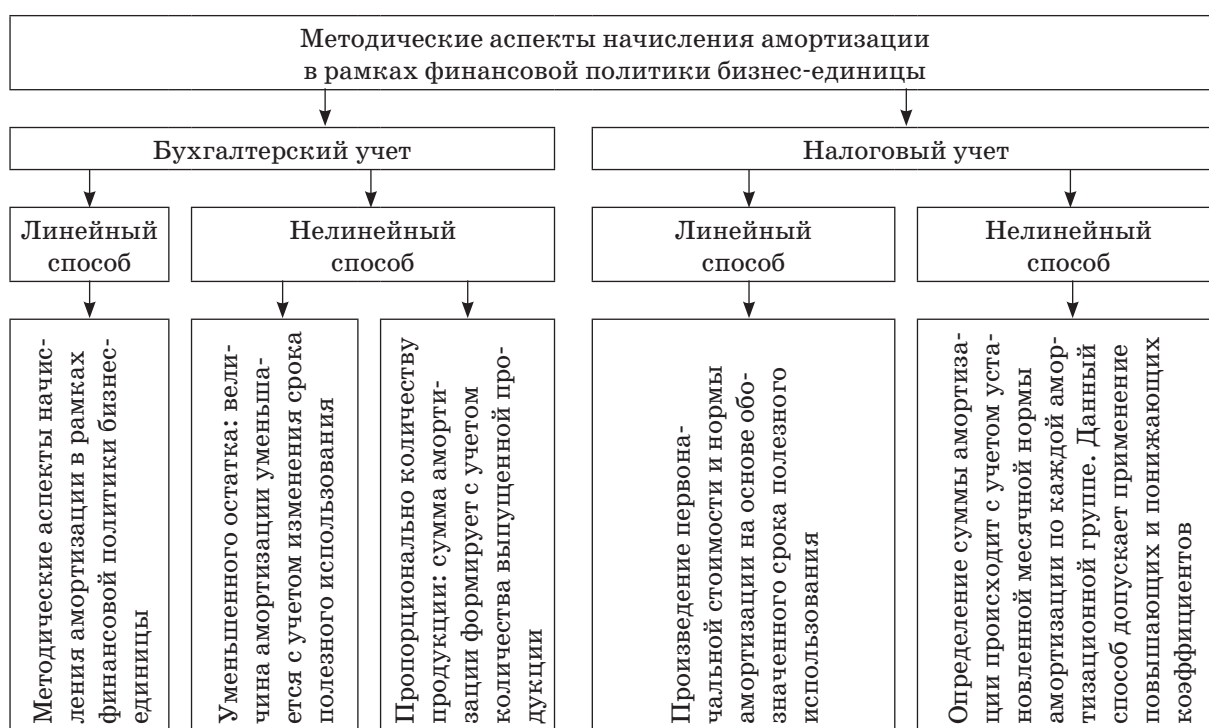 Методические аспекты начисления амортизации
в рамках финансовой политики бизнес-единицы
Бухгалтерский учет
Налоговый учет
Линейный
способ
Нелинейный
способ
Линейный
способ
Нелинейный
способ
Методические аспекты начис-
ления амортизации в рамках
финансовой политики бизнес-
единицы
Уменьшенного остатка: вели-
чина амортизации уменьша-
ется с учетом изменения срока
полезного использования
Пропорционально количеству
продукции: сумма аморти-
зации формирует с учетом
количества выпущенной про-
дукции
Произведение первона-
чальной стоимости и нормы
амортизации на основе обо-
значенного срока полезного
использования
Определение суммы амортиза-
ции происходит с учетом уста-
новленной месячной нормы
амортизации по каждой амор-
тизационной группе. Данный
способ допускает применение
повышающих и понижающих
коэффициентов